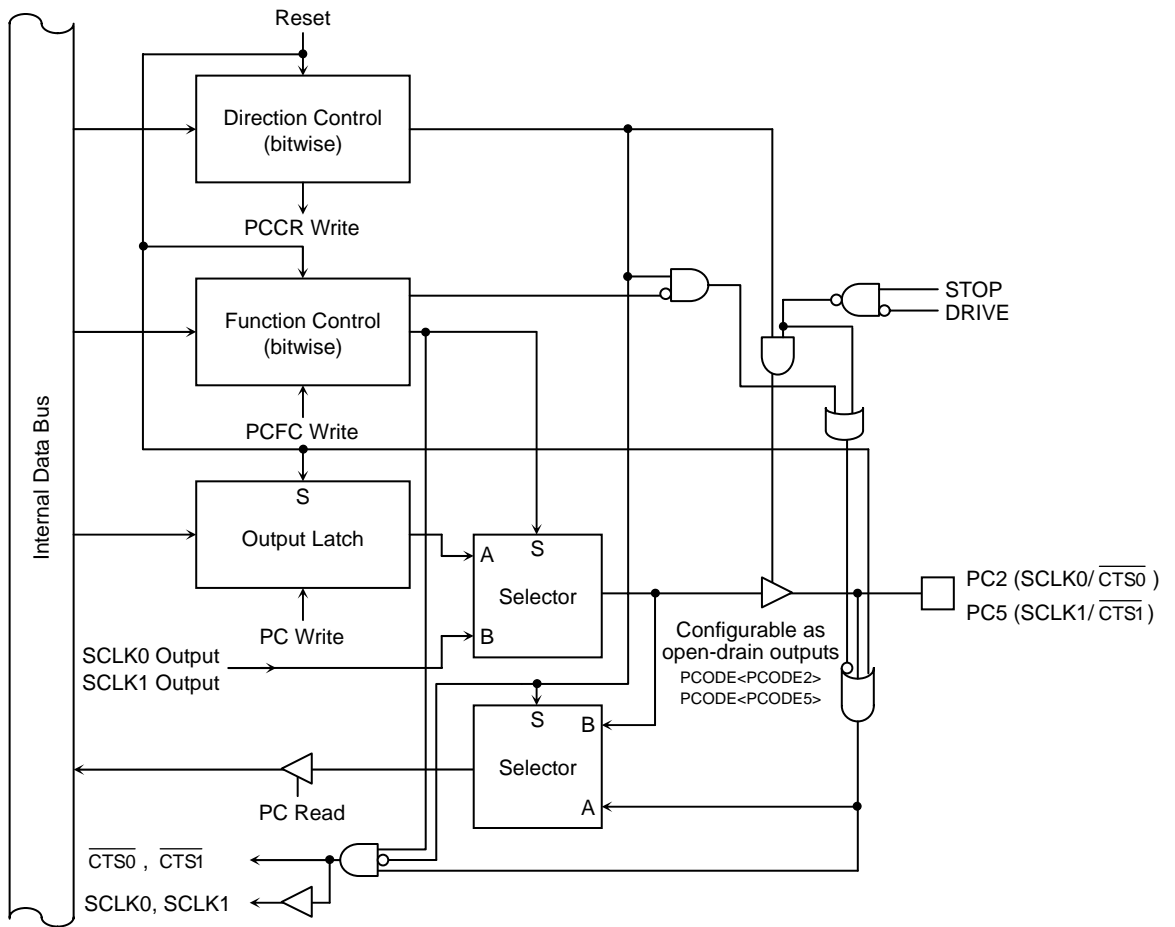 Reset
Internal Data Bus
Direction Control
(bitwise)
PCCR Write
Function Control
(bitwise)
STOP
DRIVE
PCFC Write
S
Output Latch
A
S
Selector
B
PC Write
SCLK0 Output
SCLK1 Output
PC2 (SCLK0/ CTS0 )
PC5 (SCLK1/ CTS1 )
Configurable as
open-drain outputs
PCODE<PCODE2>
PCODE<PCODE5>
S
B
Selector
A
PC Read
CTS0 , CTS1
SCLK0, SCLK1